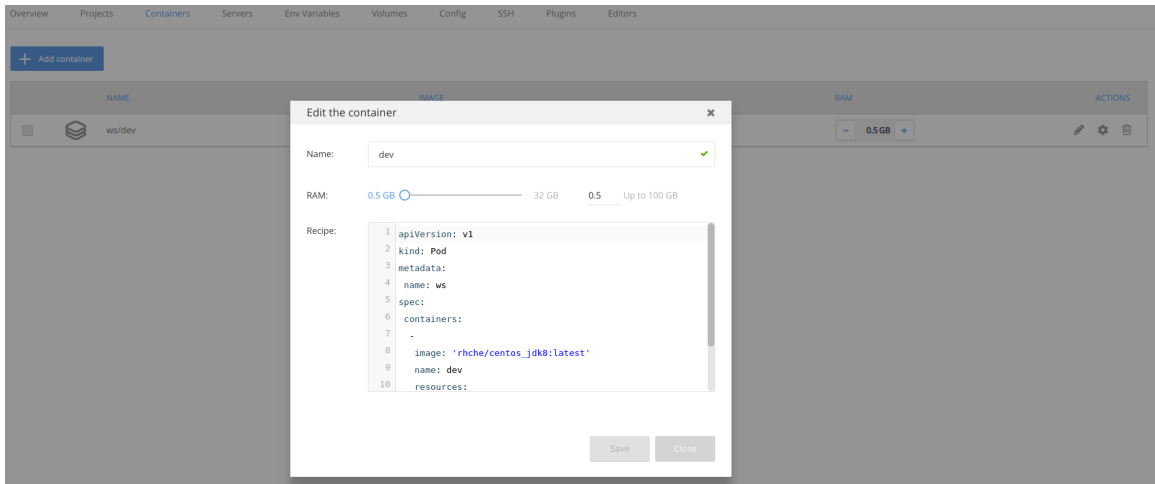 Overview Projects Containers Servers Env Variables Volumes Config SSH Plugins Editors
+ Add container
NAME IMAGE RAM ACTIONS
ws/dev - 0.5 GB +
Edit the container
Name: dev
RAM: 0.5 GB 32 GB 0.5 Up to 100 GB
Recipe:
1 apiVersion: v1
2 kind: Pod
3 metadata:
4 name: ws
5 spec:
6 containers:
7 -
8 image: 'rhche/centos_jdk8:latest'
9 name: dev
10 resources:
Save Close